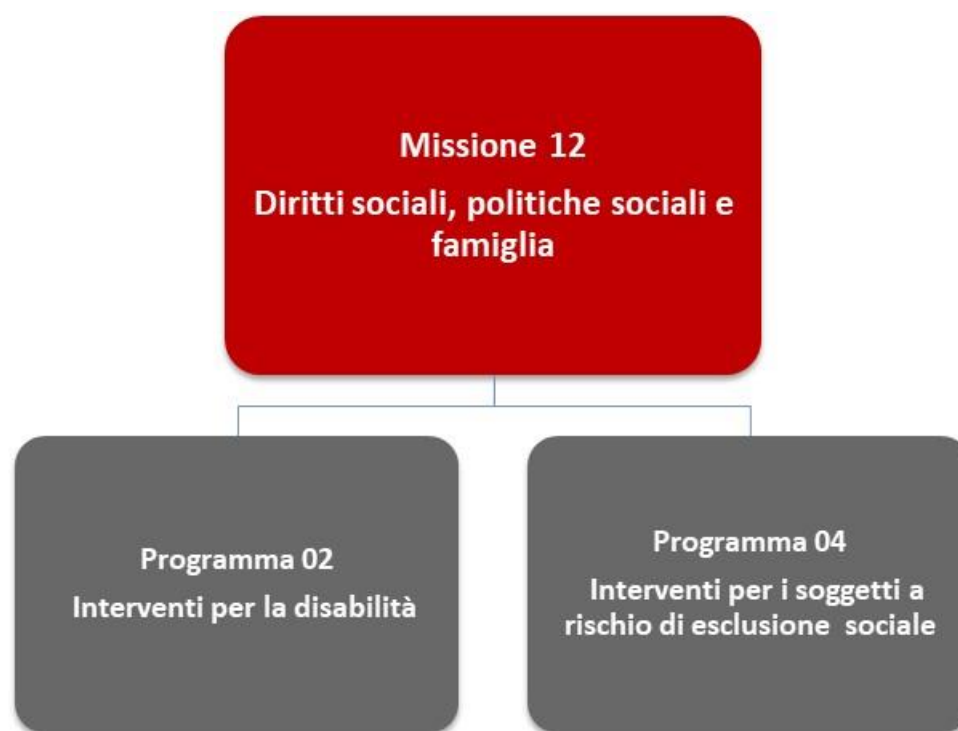 Missione 12
Diritti sociali, politiche sociali e
famiglia
Programma 02
Interventi per la disabilità
Programma 04
Interventi per i soggetti a
rischio di esclusione sociale